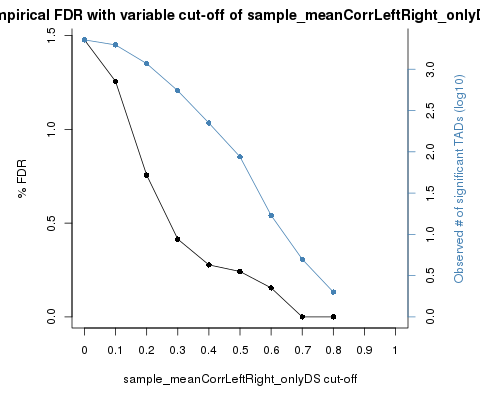 mpirical FDR with variable cut-off of sample_meanCorrLeftRight_onlyD
1.5
1.0
0.5
0.0
% FDR
3.0
2.5
2.0
1.5
1.0
0.5
0.0
Observed # of significant TADs (log10)
0 0.1 0.2 0.3 0.4 0.5 0.6 0.7 0.8 0.9 1
sample_meanCorrLeftRight_onlyDS cut-off